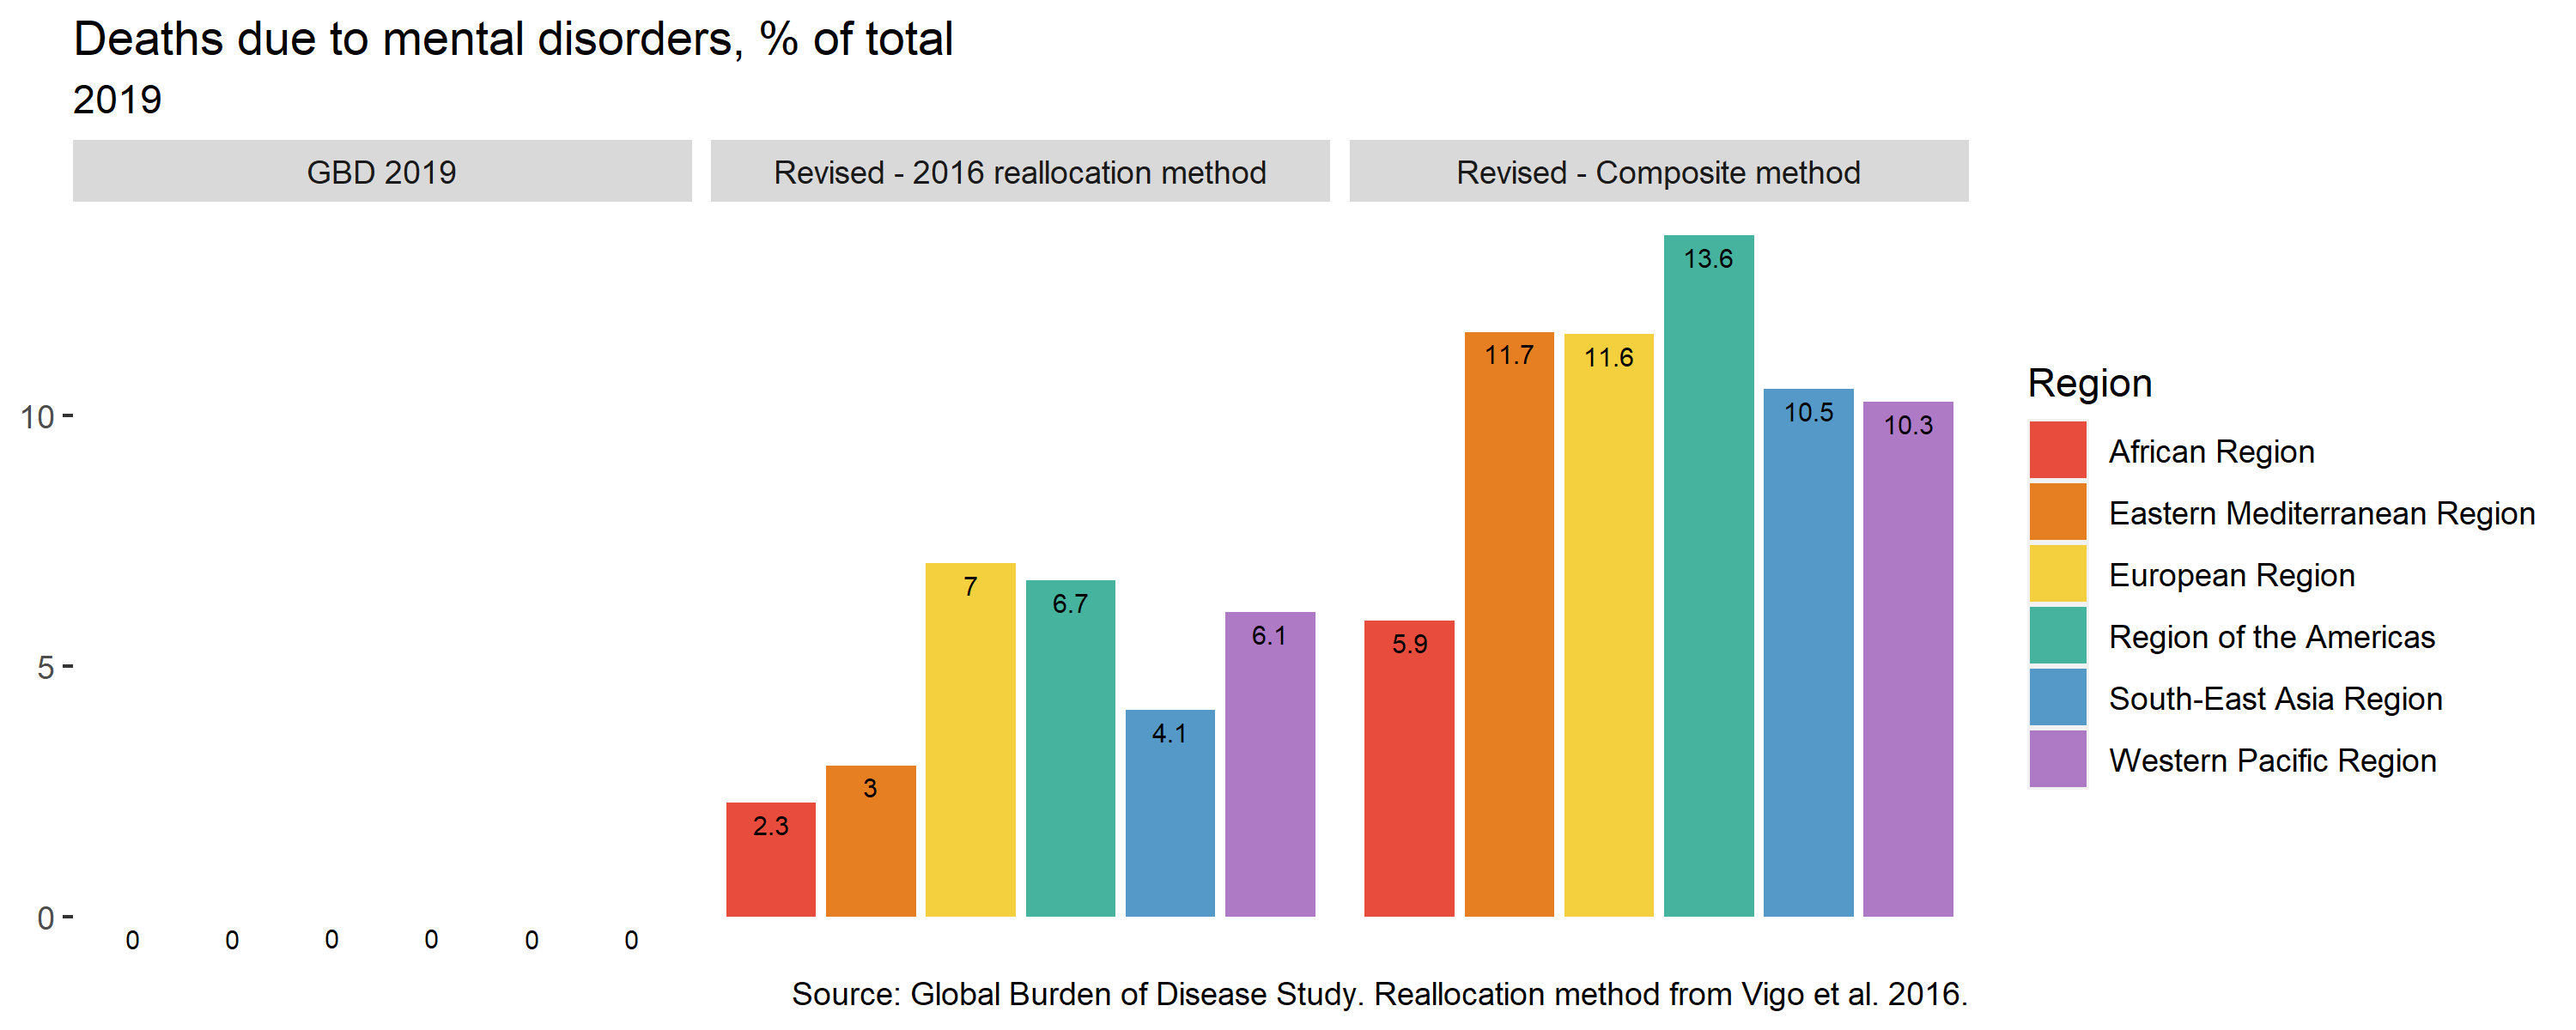 Deaths due to mental disorders, % of total
2019
GBD 2019
Revised - 2016 reallocation method
Revised - Composite method
10
5
0
0 0 0 0 0 0
2.3
3
7
6.7
4.1
6.1
5.9
11.7
11.6
13.6
10.5
10.3
Region
African Region
Eastern Mediterranean Region
European Region
Region of the Americas
South-East Asia Region
Western Pacific Region
Source: Global Burden of Disease Study. Reallocation method from Vigo et al. 2016.